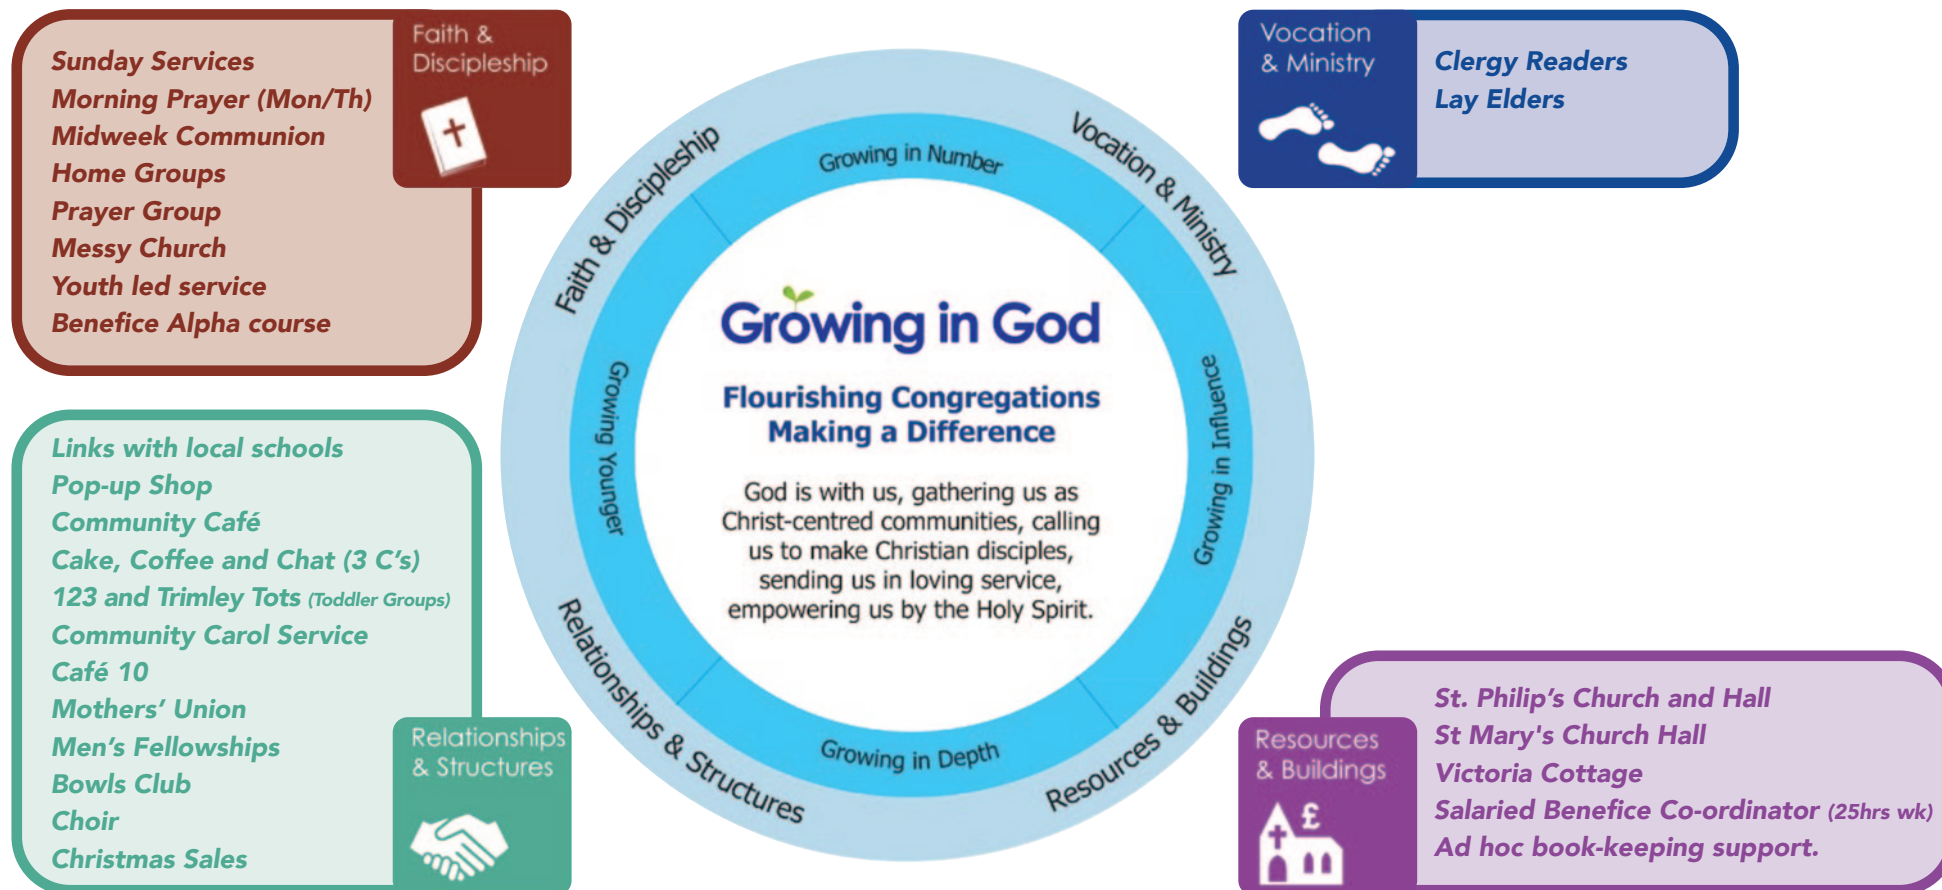 Faith &
Discipleship
Sunday Services
Morning Prayer (Mon/Th)
Midweek Communion
Home Groups
Prayer Group
Messy Church
Youth led service
Benefice Alpha course
Links with local schools
Pop-up Shop
Community Café
Cake, Coffee and Chat (3 C’s)
123 and Trimley Tots (Toddler Groups)
Community Carol Service
Café 10
Mothers’ Union
Men’s Fellowships
Bowls Club
Choir
Christmas Sales
Relationships
& Structures
Faith & Discipleship
Vocation & Ministry
Relationships & Structures
Resources & Buildings
Growing in Number
Growing in Influence
Growing in Depth
Growing Younger
Growing in God
Flourishing Congregations
Making a Difference
God is with us, gathering us as
Christ-centred communities, calling
us to make Christian disciples,
sending us in loving service,
empowering us by the Holy Spirit.
Vocation
& Ministry
Clergy Readers
Lay Elders
Resources
& Buildings
£
St. Philip’s Church and Hall
St Mary's Church Hall
Victoria Cottage
Salaried Benefice Co-ordinator (25hrs wk)
Ad hoc book-keeping support.